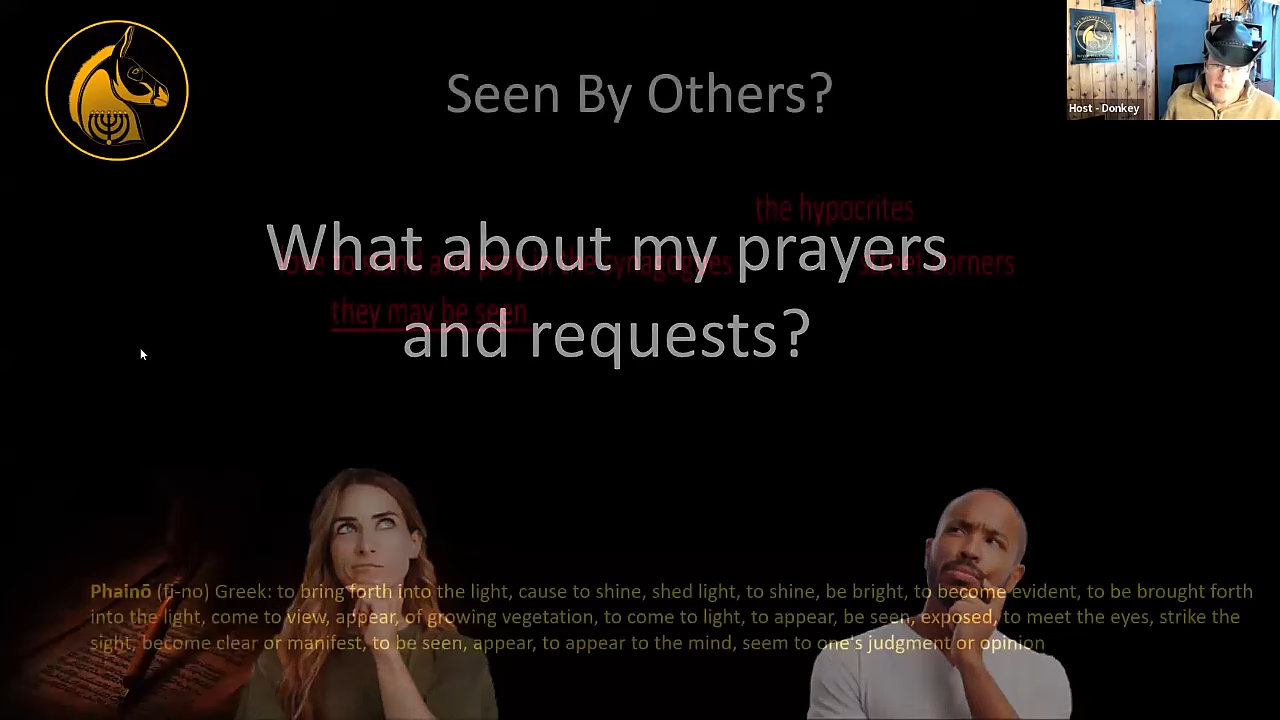 Seen By Others?
Host - Donkey
the hypocrites
What about my prayers
love to stand and pray in the synagogues street corners
they may be seen
and requests?
Phainō (fī-no) Greek: to bring forth into the light, cause to shine, shed light, to shine, be bright, to become evident, to be brought forth
into the light, come to view, appear, of growing vegetation, to come to light, to appear, be seen, exposed, to meet the eyes, strike the
sight, become clear or manifest, to be seen, appear, to appear to the mind, seem to one's judgment or opinion